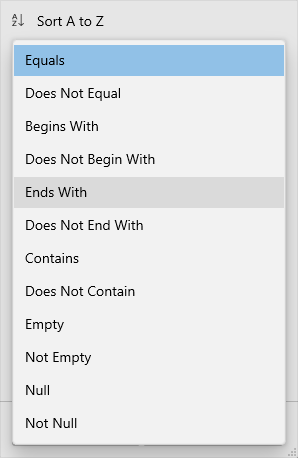 Sort A to Z
Equals
Does Not Equal
Begins With
Does Not Begin With
Ends With
Does Not End With
Contains
Does Not Contain
Empty
Not Empty
Null
Not Null